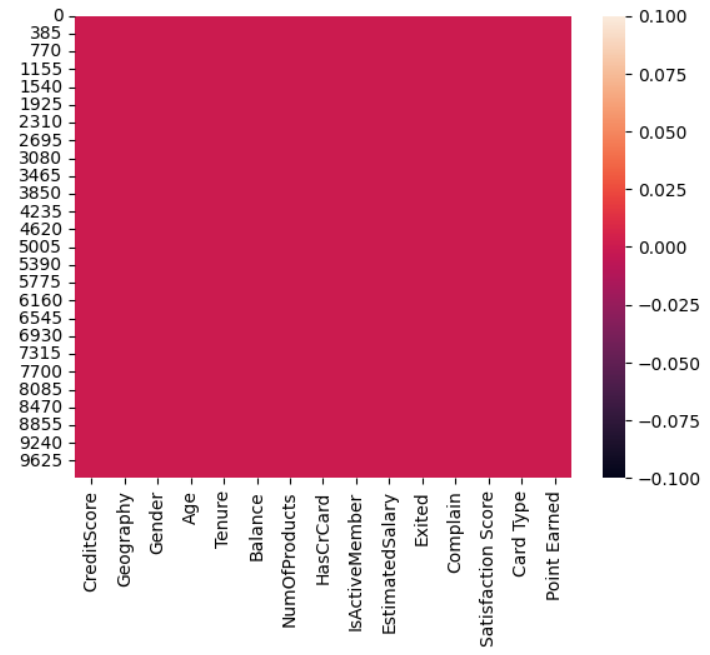 0
385
770
1155
1540
1925
2310
2695
3080
3465
3850
4235
4620
5005
5390
5775
6160
6545
6930
7315
7700
8085
8470
8855
9240
9625
CreditScore
Geography
Gender
Age
Tenure
Balance
NumOfProducts
HasCrCard
IsActiveMember
EstimatedSalary
Exited
Complain
Satisfaction Score
Card Type
Point Earned
0.100
0.075
0.050
0.025
0.000
−0.025
−0.050
−0.075
−0.100